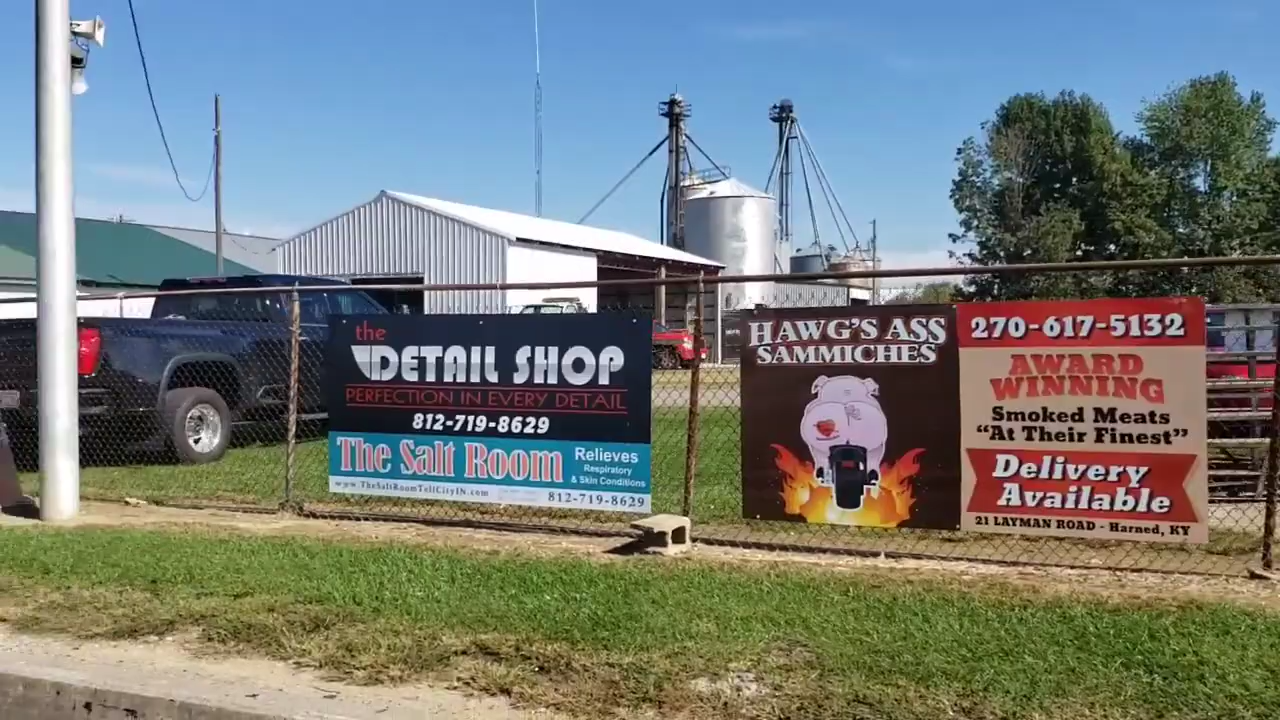 the
DETAIL SHOP
PERFECTION IN EVERY DETAIL
812-719-8629
The Salt Room
Relieves
Respiratory
& Skin Conditions
www.TheSaltRoomTellCityIN.com
812-719-8629
HAWG'S ASS
SAMMICHES
270-617-5132
AWARD
WINNING
Smoked Meats
"At Their Finest"
Delivery
Available
21 LAYMAN ROAD - Harned, KY